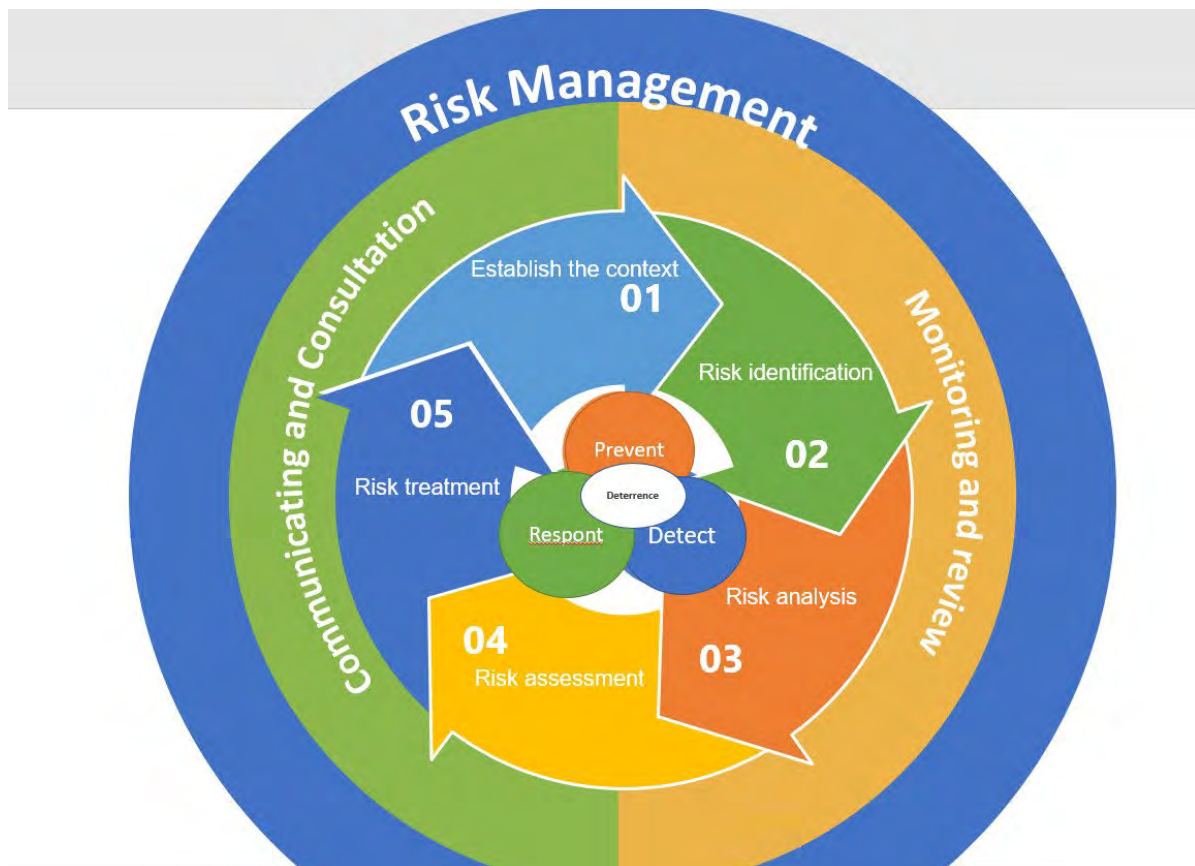 Risk Management
Communicating and Consultation
Monitoring and review
Establish the context
01
Risk identification
02
Risk analysis
03
04
Risk assessment
05
Risk treatment
Prevent
Deterrence
Respont
Detect